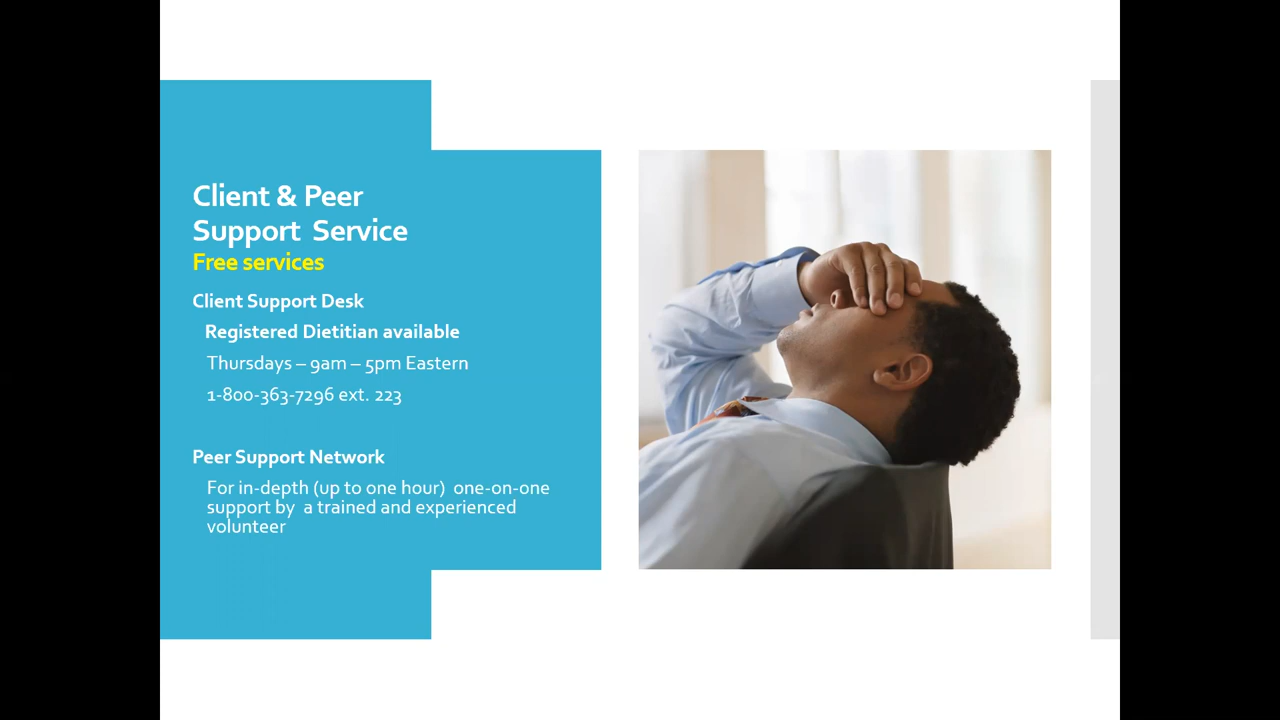 Client & Peer
Support Service
Free services
Client Support Desk
Registered Dietitian available
Thursdays – 9am – 5pm Eastern
1-800-363-7296 ext. 223
Peer Support Network
For in-depth (up to one hour) one-on-one
support by a trained and experienced
volunteer